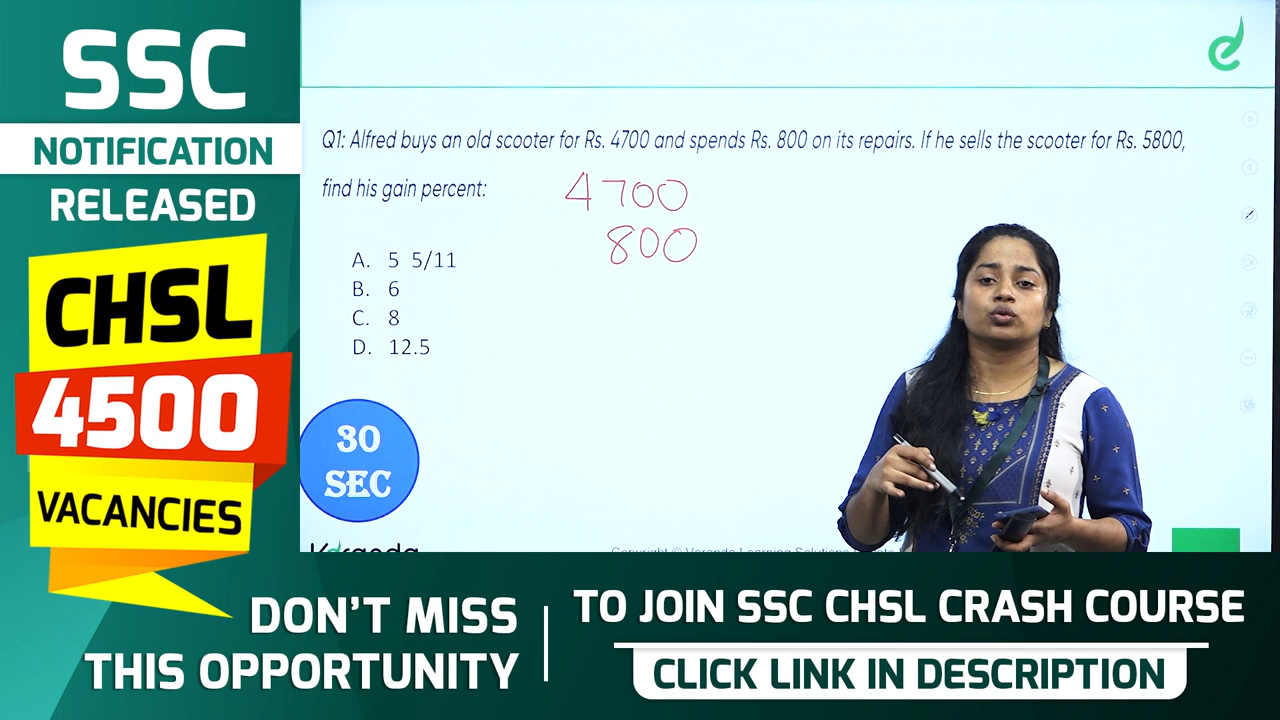 SSC
NOTIFICATION
RELEASED
CHSL
4500
VACANCIES
Q1: Alfred buys an old scooter for Rs. 4700 and spends Rs. 800 on its repairs. If he sells the scooter for Rs. 5800,
find his gain percent:
4700
800
A. 5 5/11
B. 6
C. 8
D. 12.5
30
SEC
DON'T MISS
THIS OPPORTUNITY
TO JOIN SSC CHSL CRASH COURSE
CLICK LINK IN DESCRIPTION